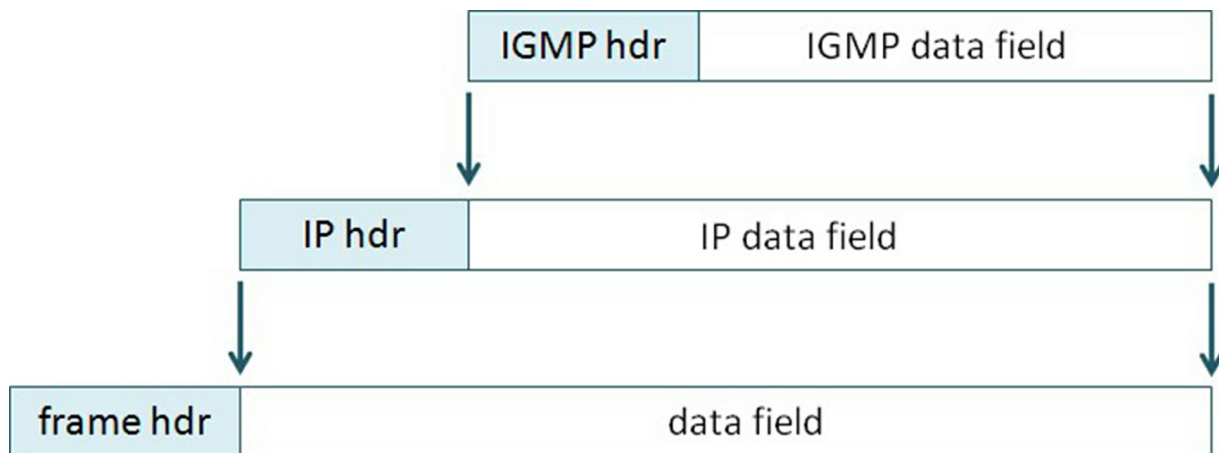 IGMP hdr IGMP data field
IP hdr IP data field
frame hdr data field